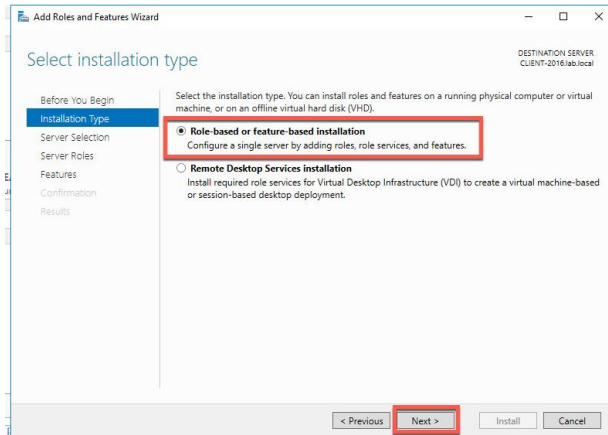 Add Roles and Features Wizard
Select installation type
DESTINATION SERVER
CLIENT-2016.lab.local
Before You Begin
Installation Type
Server Selection
Server Roles
Features
Confirmation
Results
Select the installation type. You can install roles and features on a running physical computer or virtual
machine, or on an offline virtual hard disk (VHD).
Role-based or feature-based installation
Configure a single server by adding roles, role services, and features.
Remote Desktop Services installation
Install required role services for Virtual Desktop Infrastructure (VDI) to create a virtual machine-based
or session-based desktop deployment.
< Previous
Next >
Install
Cancel